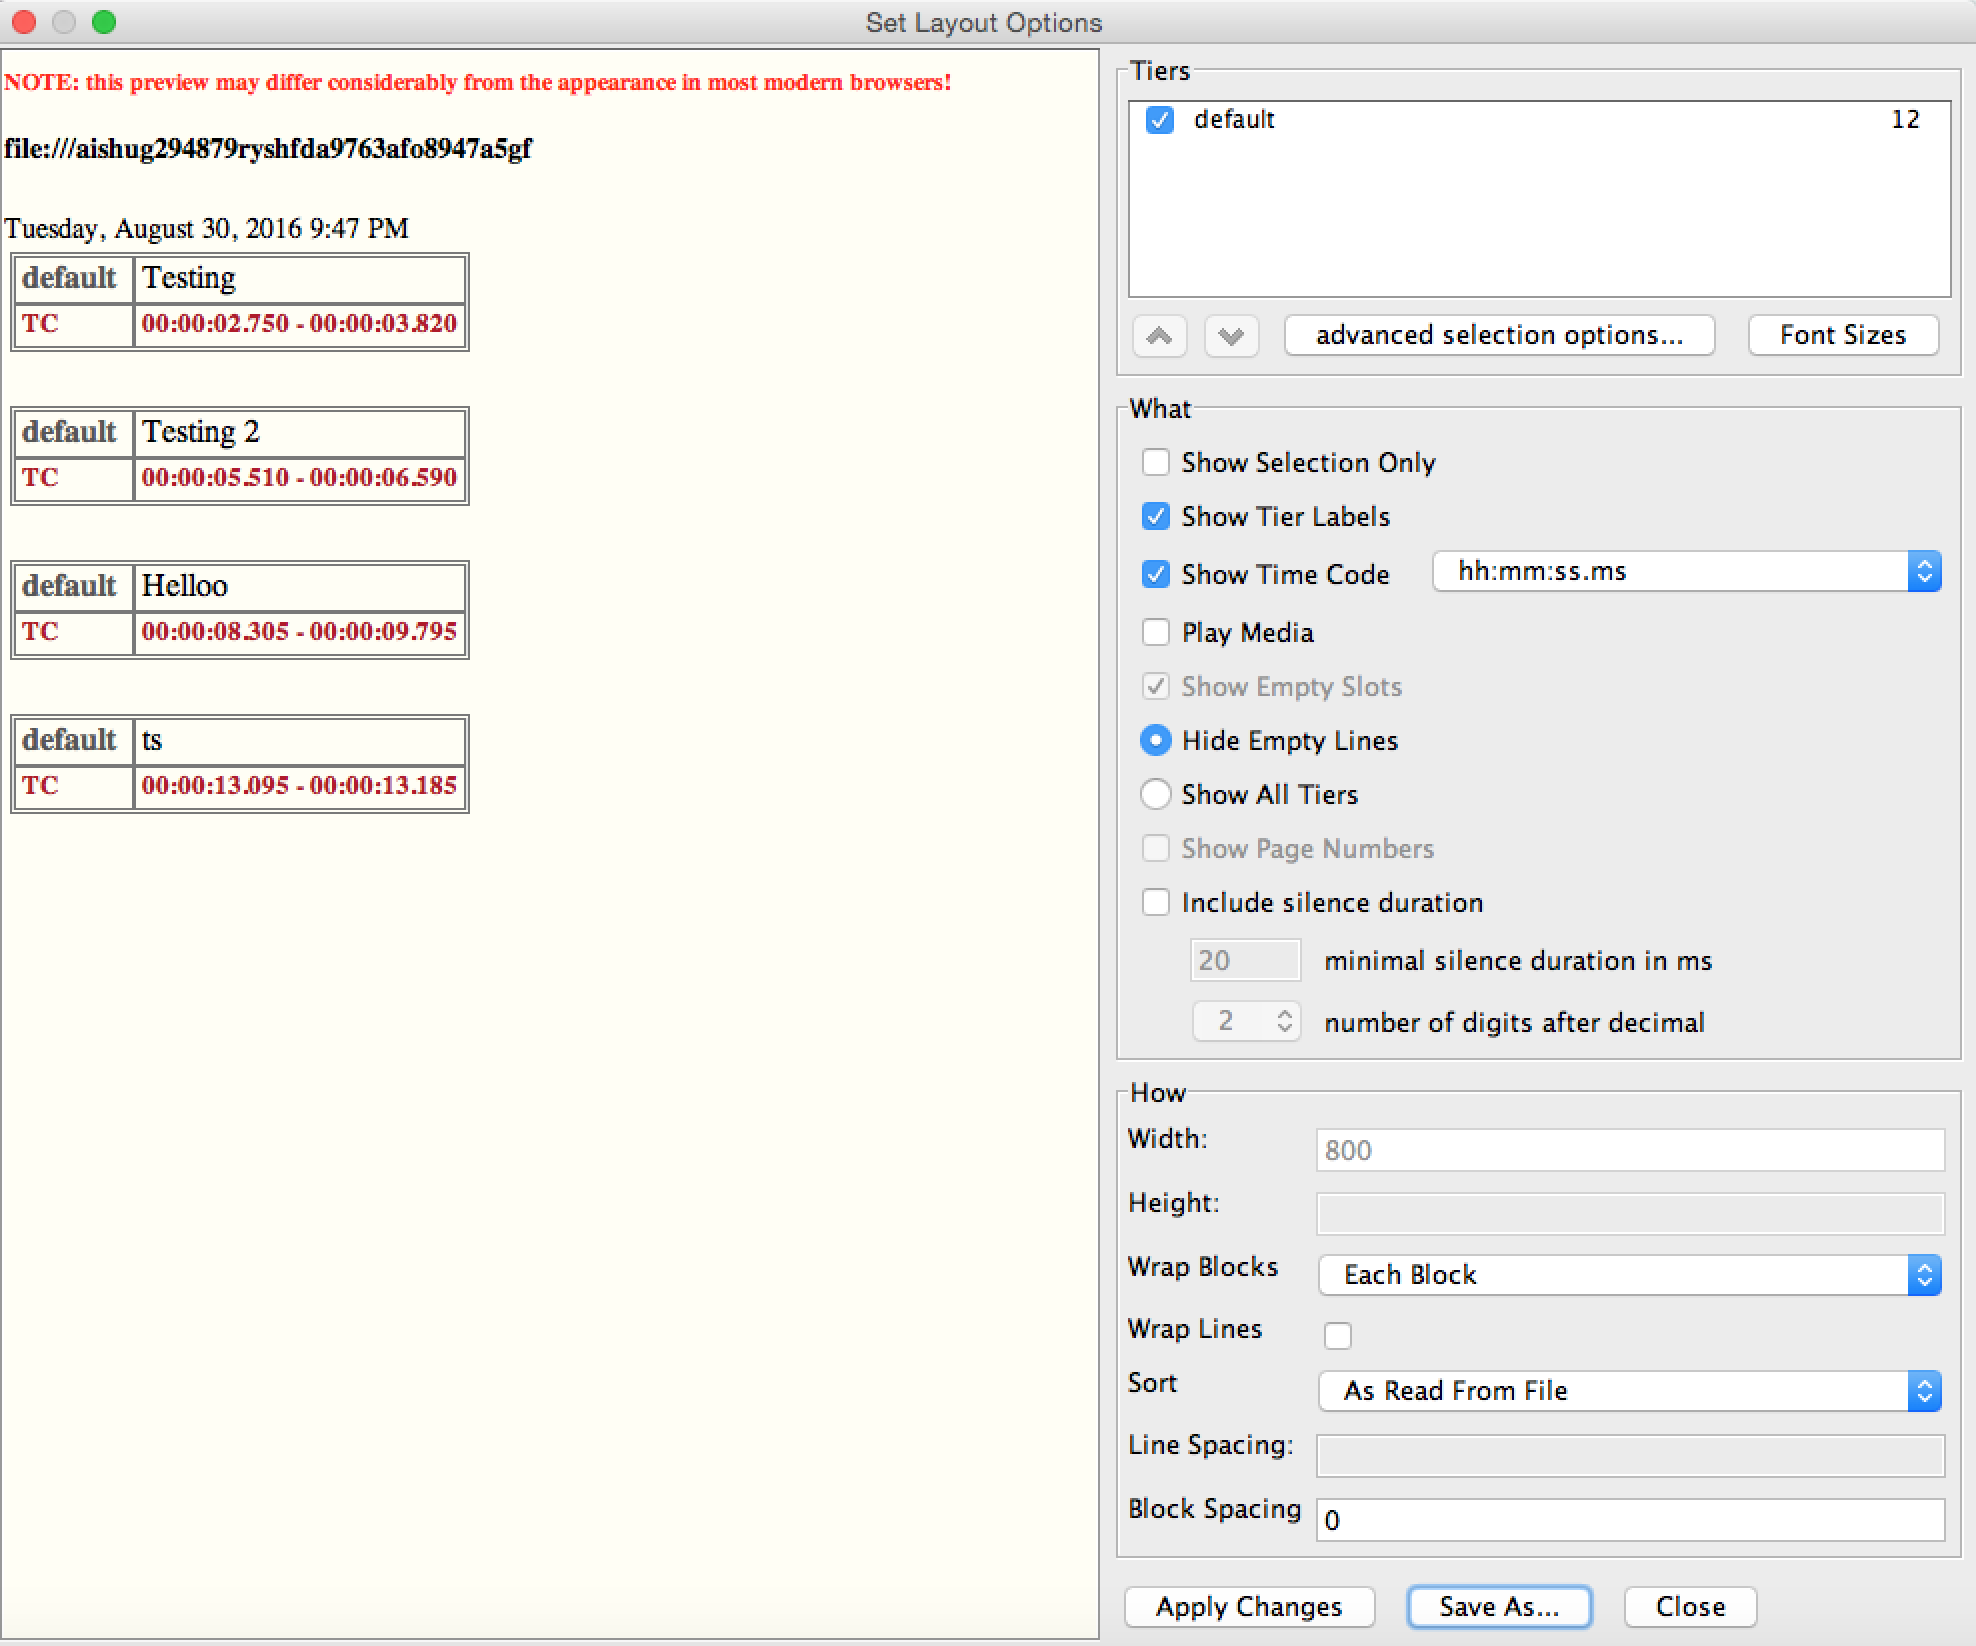 Set Layout Options
NOTE: this preview may differ considerably from the appearance in most modern browsers!
file:///aishug294879ryshfda9763afo8947a5gf
Tuesday, August 30, 2016 9:47 PM
default Testing
TC 00:00:02.750 - 00:00:03.820
default Testing 2
TC 00:00:05.510 - 00:00:06.590
default Helloo
TC 00:00:08.305 - 00:00:09.795
default ts
TC 00:00:13.095 - 00:00:13.185
Tiers
default 12
advanced selection options... Font Sizes
What
Show Selection Only
Show Tier Labels
Show Time Code hh:mm:ss.ms
Play Media
Show Empty Slots
Hide Empty Lines
Show All Tiers
Show Page Numbers
Include silence duration
20 minimal silence duration in ms
2 number of digits after decimal
How
Width: 800
Height:
Wrap Blocks Each Block
Wrap Lines
Sort As Read From File
Line Spacing:
Block Spacing 0
Apply Changes Save As... Close